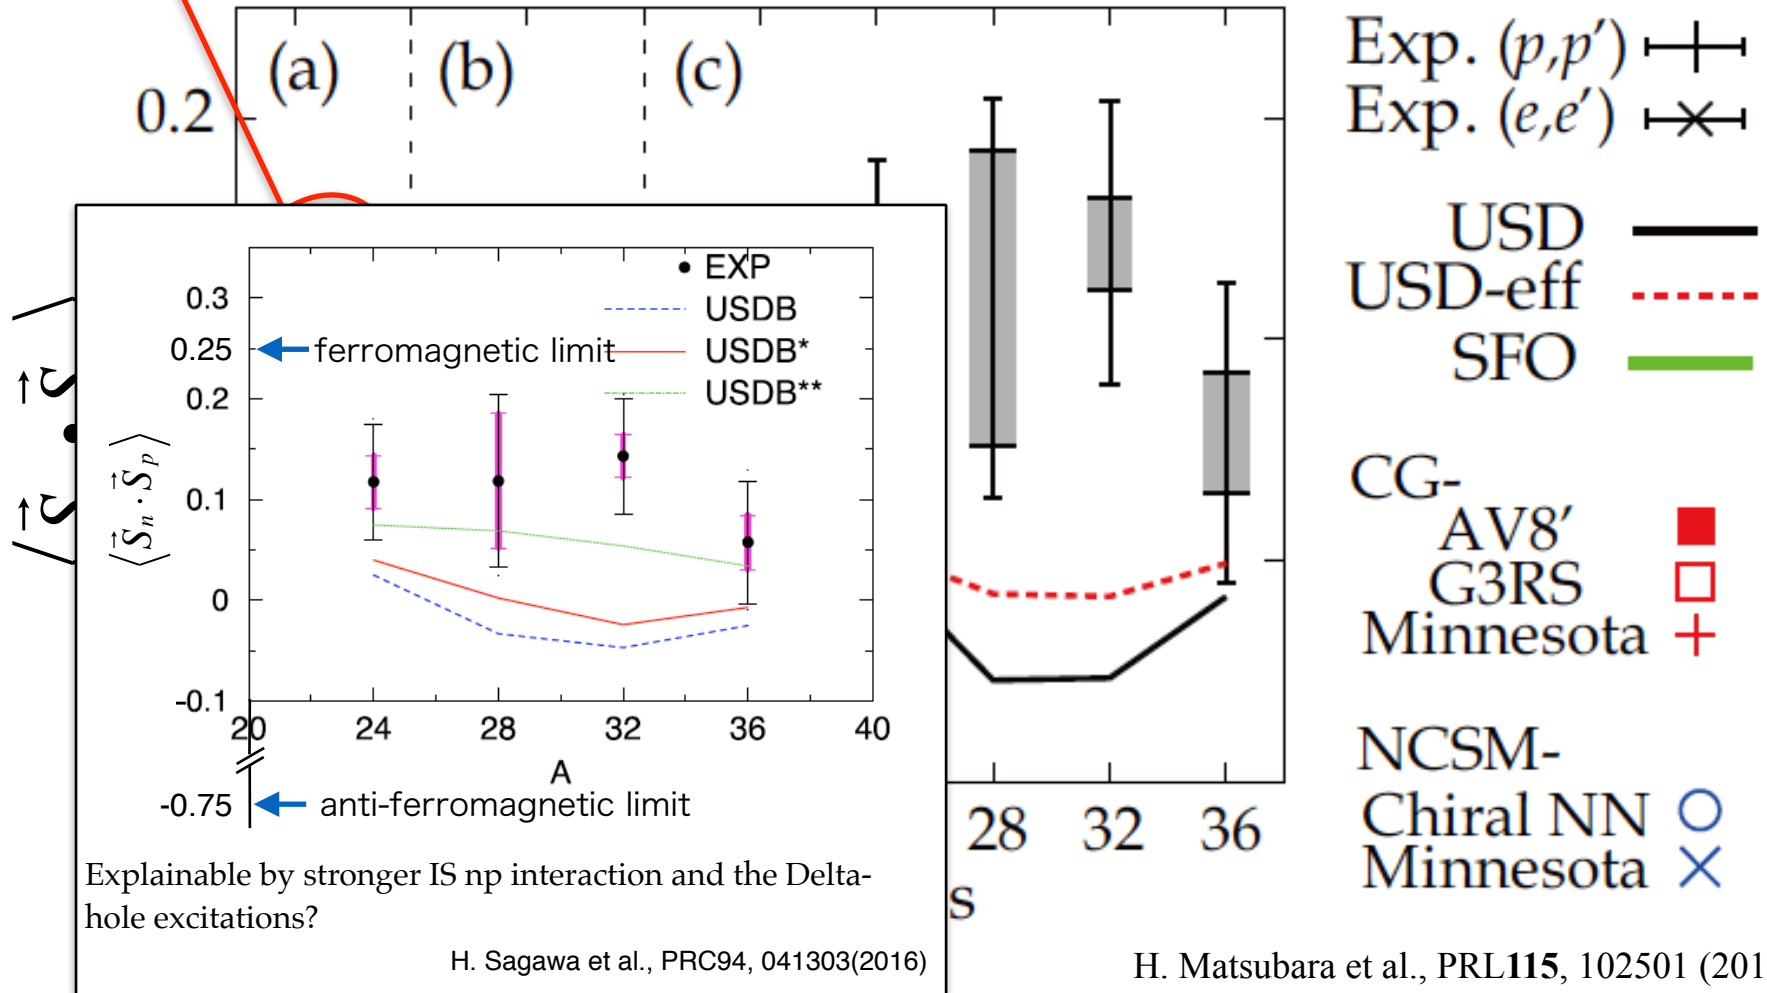 (a)
(b)
(c)
0.2
Exp. (p,p′)
Exp. (e,e′)
USD
USD-eff
SFO
CG-
AV8′
G3RS
Minnesota
NCSM-
Chiral NN
Minnesota
28 32 36
s
EXP
USDB
USDB*
USDB**
0.3
0.25
ferromagnetic limit
0.2
0.1
0
-0.1
⟨S⃗n · S⃗p⟩
20 24 28 32 36 40
A
-0.75
anti-ferromagnetic limit
Explainable by stronger IS np interaction and the Delta-
hole excitations?
H. Sagawa et al., PRC94, 041303(2016)
H. Matsubara et al., PRL115, 102501 (201